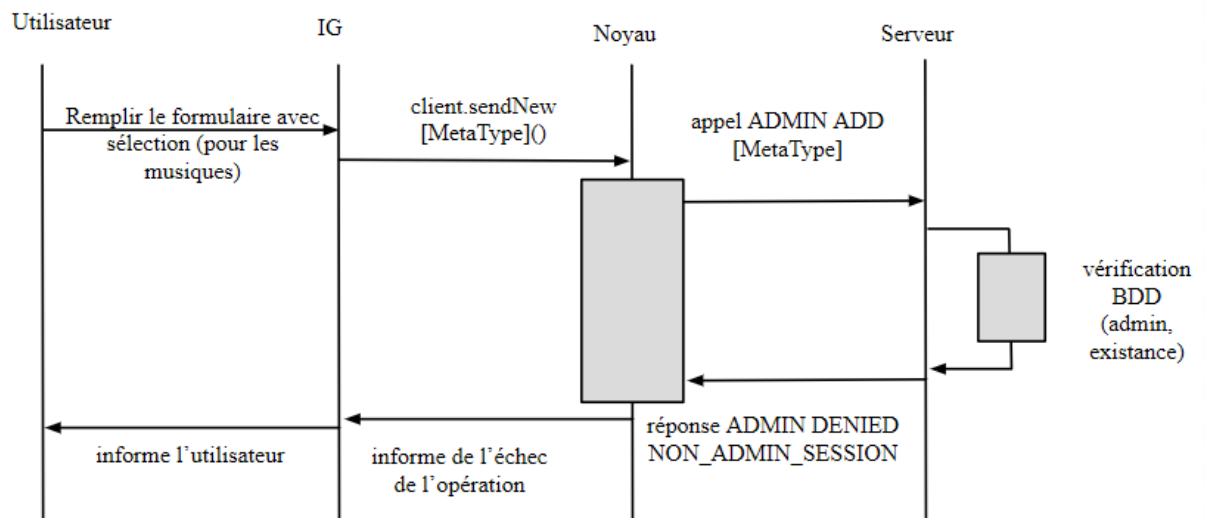 Utilisateur
IG
Noyau
Serveur
Remplir le formulaire avec
sélection (pour les
musiques)
client.sendNew
[MetaType]()
appel ADMIN ADD
[MetaType]
vérification
BDD
(admin,
existance)
réponse ADMIN DENIED
NON_ADMIN_SESSION
informe de l'échec
de l'opération
informe l'utilisateur